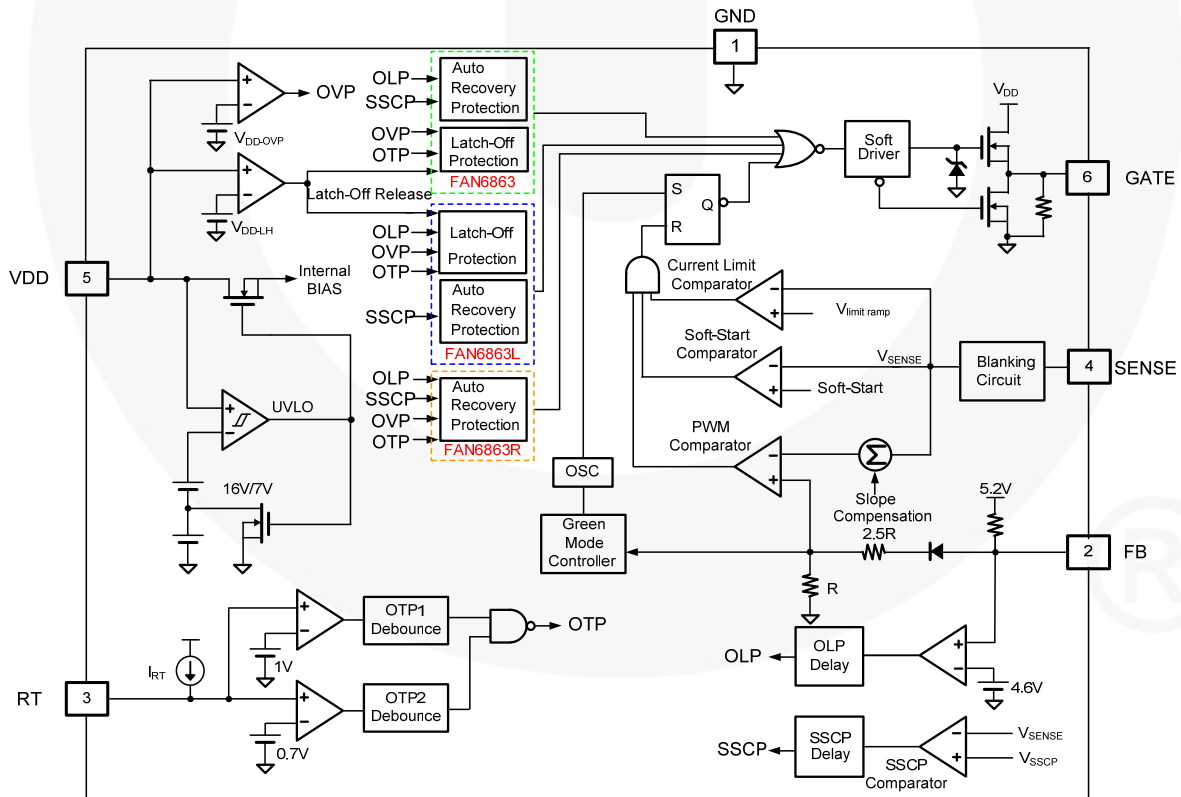 GND
1
OVP
V_DD-OVP
V_DD-LH
Latch-Off Release
OLP
SSCP
Auto
Recovery
Protection
OVP
OTP
Latch-Off
Protection
FAN6863
OLP
OVP
OTP
Latch-Off
Protection
SSCP
Auto
Recovery
Protection
FAN6863L
OLP
SSCP
OVP
OTP
Auto
Recovery
Protection
FAN6863R
V_DD
Soft
Driver
6
GATE
S
Q
R
VDD
5
Internal
BIAS
Current Limit
Comparator
V_limit ramp
Soft-Start
Comparator
V_SENSE
Soft-Start
Blanking
Circuit
4
SENSE
UVLO
16V/7V
PWM
Comparator
Σ
Slope
Compensation
OSC
Green
Mode
Controller
2.5R
5.2V
2
FB
R
®
RT
3
I_RT
1V
0.7V
OTP1
Debounce
OTP2
Debounce
OTP
OLP
OLP
Delay
4.6V
SSCP
SSCP
Delay
SSCP
Comparator
V_SENSE
V_SSCP